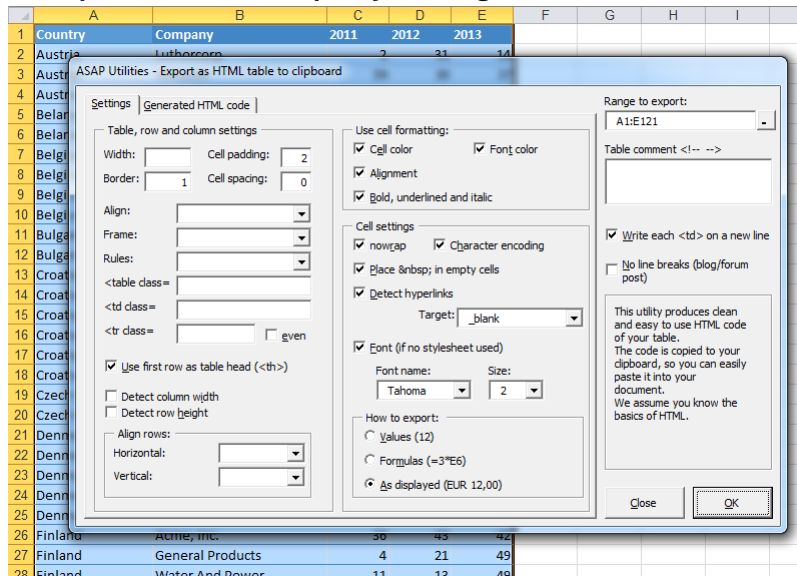 A B C D E F G H I
1 Country Company 2011 2012 2013
2 Austria Luthorcorp 2 31 14
ASAP Utilities - Export as HTML table to clipboard
3 Austr
4 Austr
5 Belar
6 Belar
7 Belgi
8 Belgi
9 Belgi
10 Belgi
11 Bulga
12 Bulga
13 Croat
14 Croat
15 Croat
16 Croat
17 Croat
18 Croat
19 Czech
20 Czech
21 Denn
22 Denn
23 Denn
24 Denn
25 Denn
Settings Generated HTML code
Table, row and column settings
Width: Cell padding: 2
Border: 1 Cell spacing: 0
Align:
Frame:
Rules:
<table class=
<td class=
<tr class= even
Use first row as table head (<th>)
Detect column width
Detect row height
Align rows:
Horizontal:
Vertical:
Use cell formatting:
Cell color Font color
Alignment
Bold, underlined and italic
Cell settings
nowrap Character encoding
Place &nbsp; in empty cells
Detect hyperlinks
Target: _blank
Font (if no stylesheet used)
Font name: Size:
Tahoma 2
How to export:
Values (12)
Formulas (=3*E6)
As displayed (EUR 12,00)
Range to export:
A1:E121
Table comment <!-- -->
Write each <td> on a new line
No line breaks (blog/forum
post)
This utility produces clean
and easy to use HTML code
of your table.
The code is copied to your
clipboard, so you can easily
paste it into your
document.
We assume you know the
basics of HTML.
Close OK
26 Finland Acme, Inc. 36 43 42
27 Finland General Products 4 21 49
28 Finland Water And Power 11 13 49